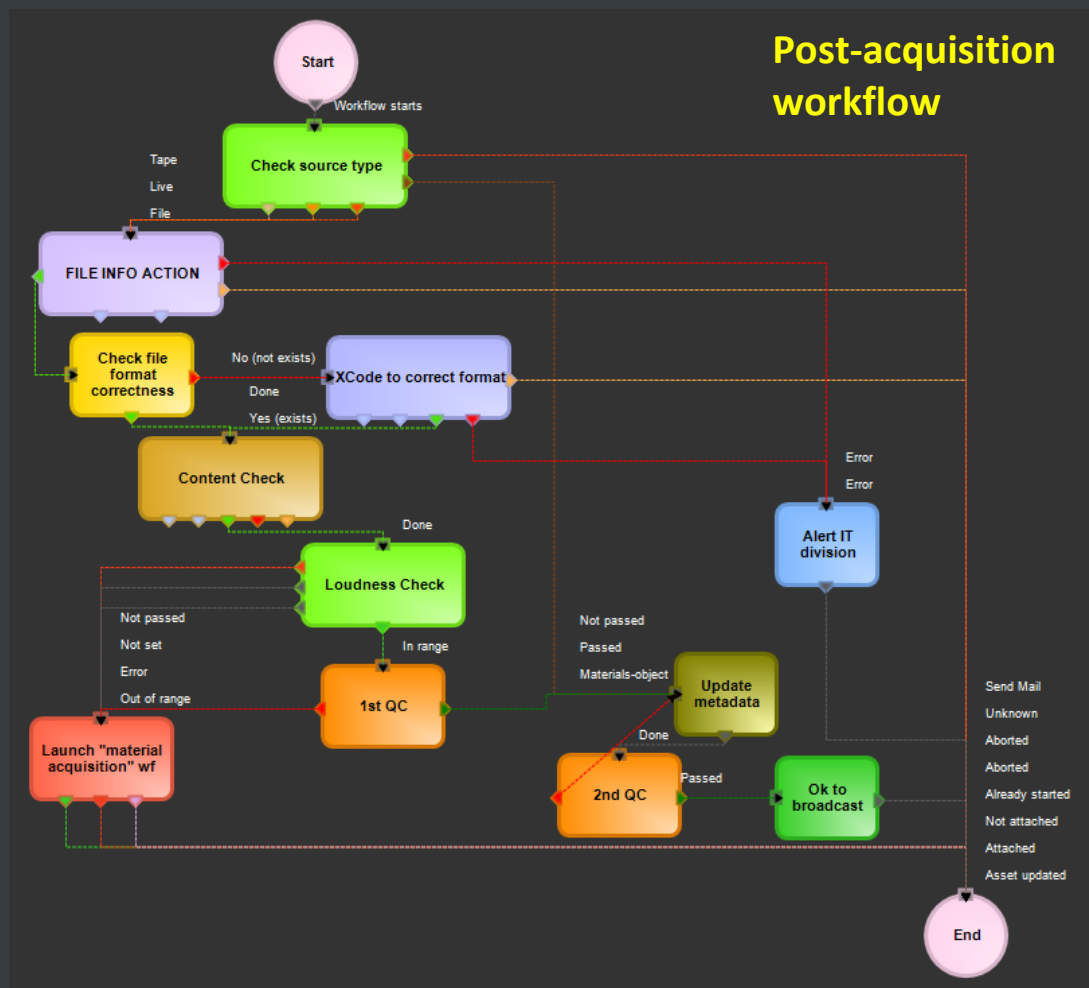 Post-acquisition
workflow
Start
Workflow starts
Check source type
Tape
Live
File
FILE INFO ACTION
Check file
format
correctness
No (not exists)
Done
Yes (exists)
XCode to correct format
Content Check
Done
Error
Error
Alert IT
division
Loudness Check
In range
Not passed
Not set
Error
Out of range
1st QC
Not passed
Passed
Materials-object
Update
metadata
Launch "material
acquisition" wf
Done
2nd QC
Passed
Ok to
broadcast
Send Mail
Unknown
Aborted
Aborted
Already started
Not attached
Attached
Asset updated
End